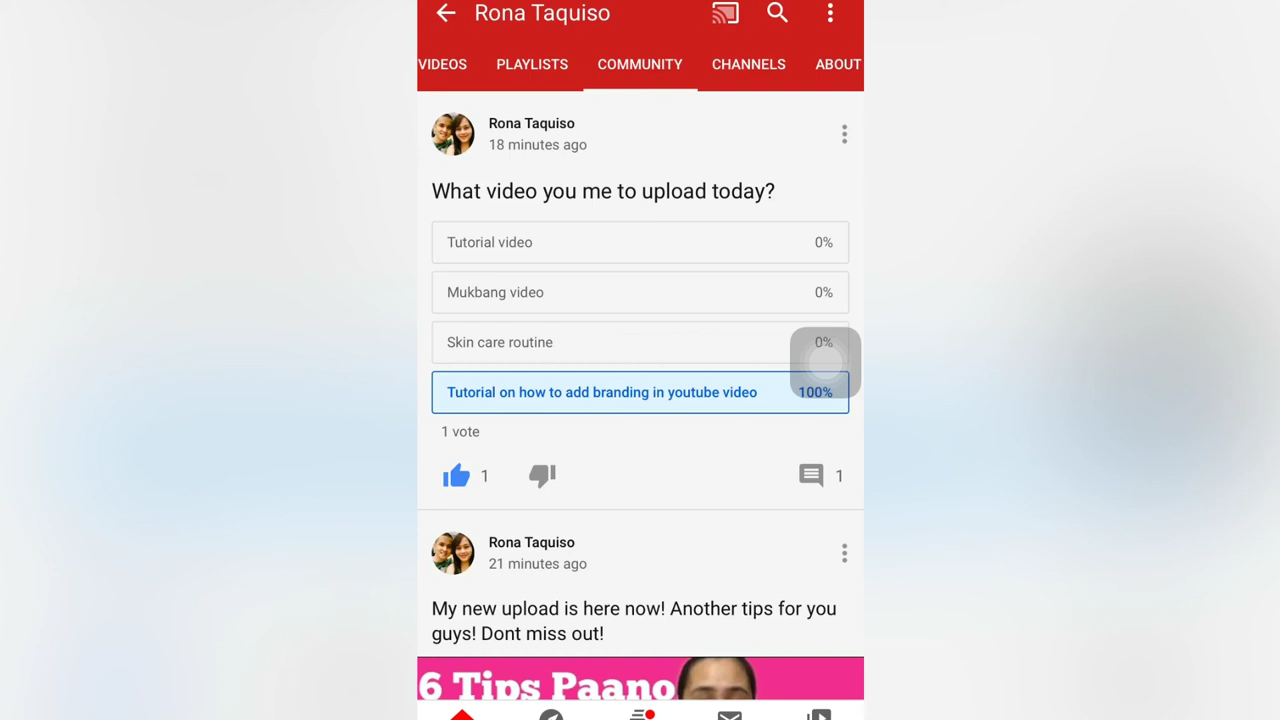 Rona Taquiso
VIDEOS PLAYLISTS COMMUNITY CHANNELS ABOUT
Rona Taquiso
18 minutes ago
What video you me to upload today?
Tutorial video 0%
Mukbang video 0%
Skin care routine 0%
Tutorial on how to add branding in youtube video 100%
1 vote
1 1
Rona Taquiso
21 minutes ago
My new upload is here now! Another tips for you
guys! Dont miss out!
6 Tips Paano